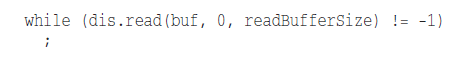 while (dis.read(buf, 0, readBufferSize) != -1)
;